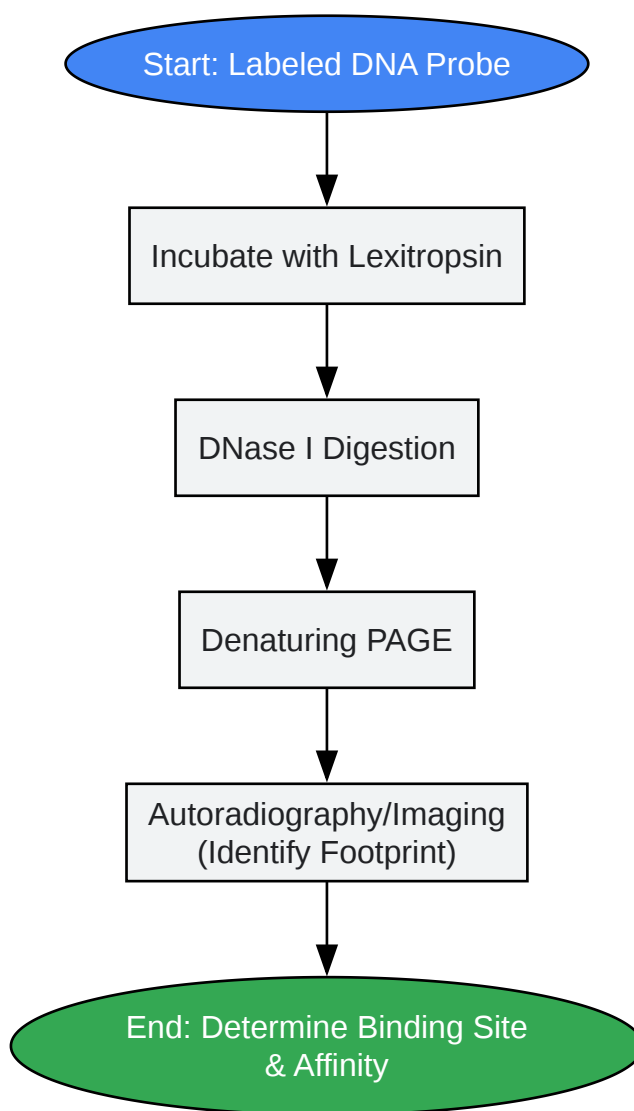 Start: Labeled DNA Probe
Incubate with Lexitropsin
DNase I Digestion
Denaturing PAGE
Autoradiography/Imaging
(Identify Footprint)
End: Determine Binding Site
& Affinity